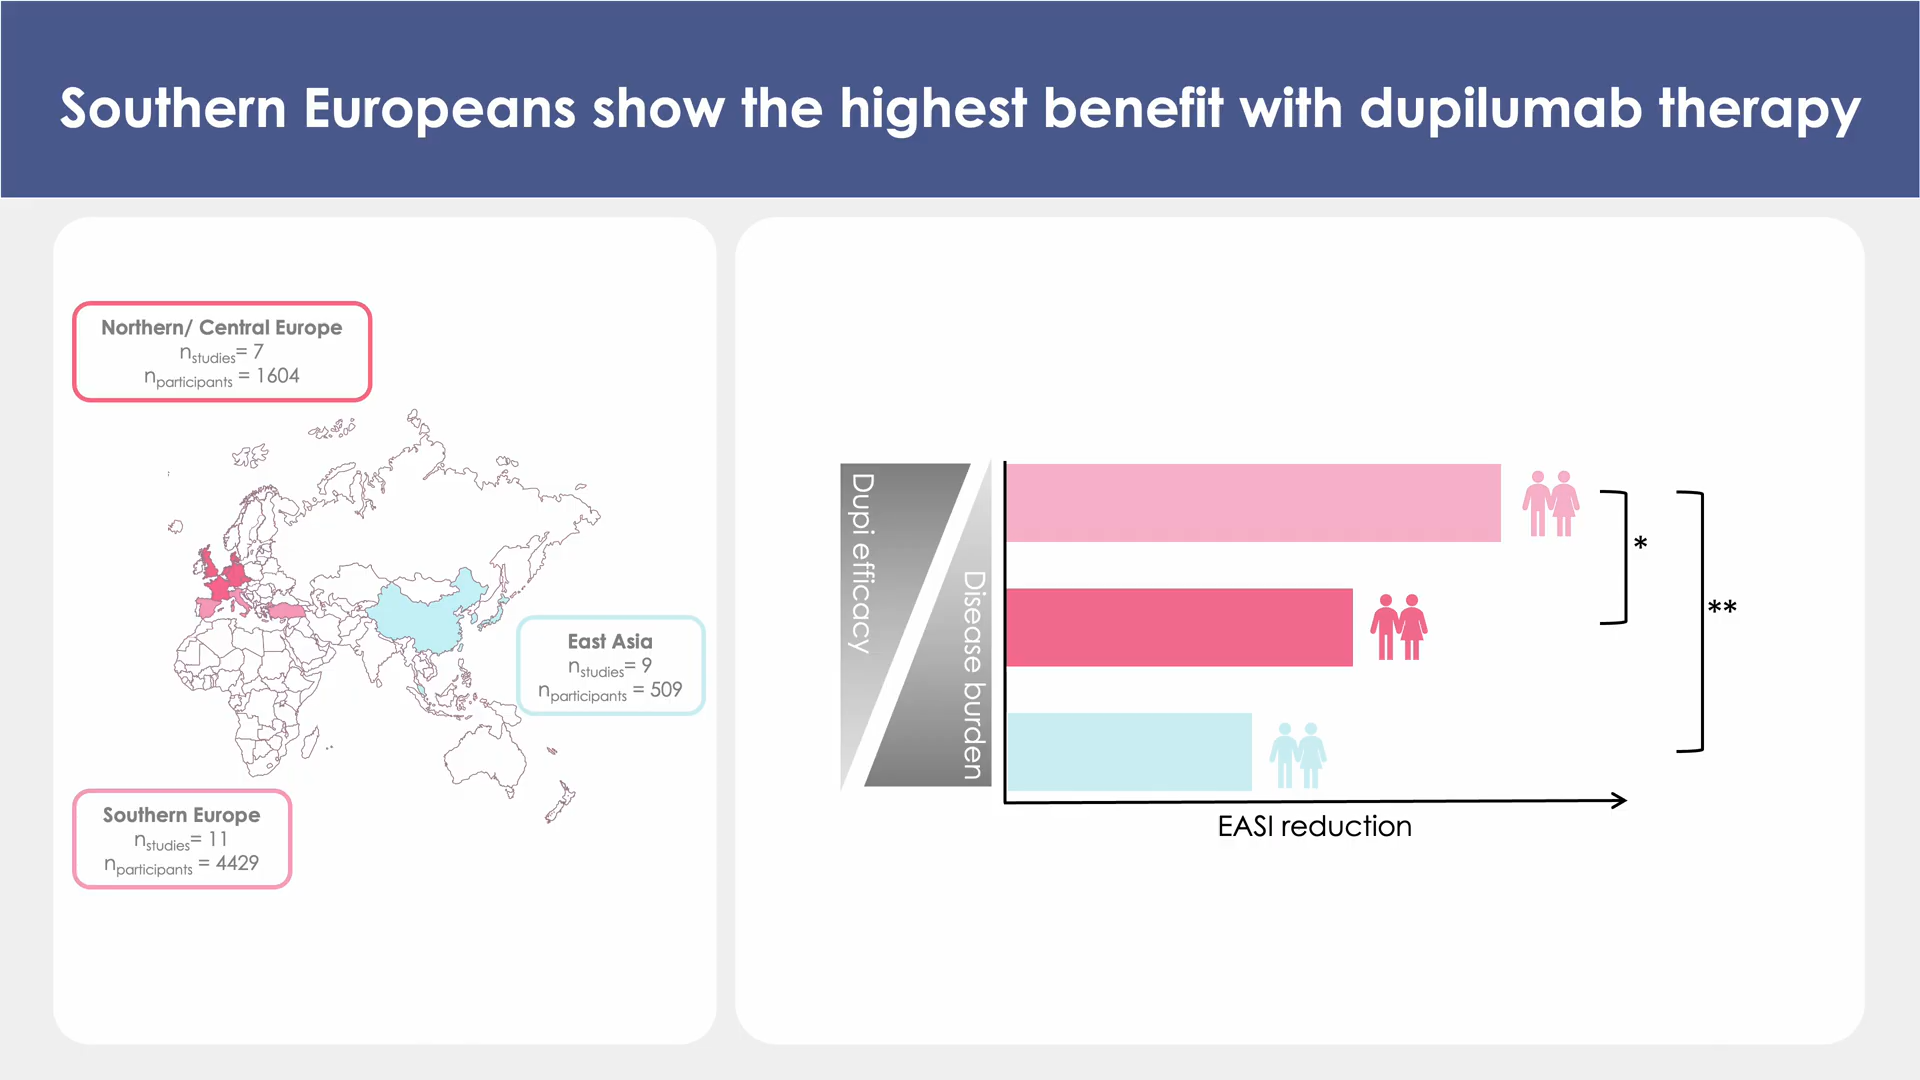 Southern Europeans show the highest benefit with dupilumab therapy
Northern/ Central Europe
nstudies= 7
nparticipants = 1604
East Asia
nstudies= 9
nparticipants = 509
Southern Europe
nstudies= 11
nparticipants = 4429
Dupi efficacy
Disease burden
*
**
EASI reduction